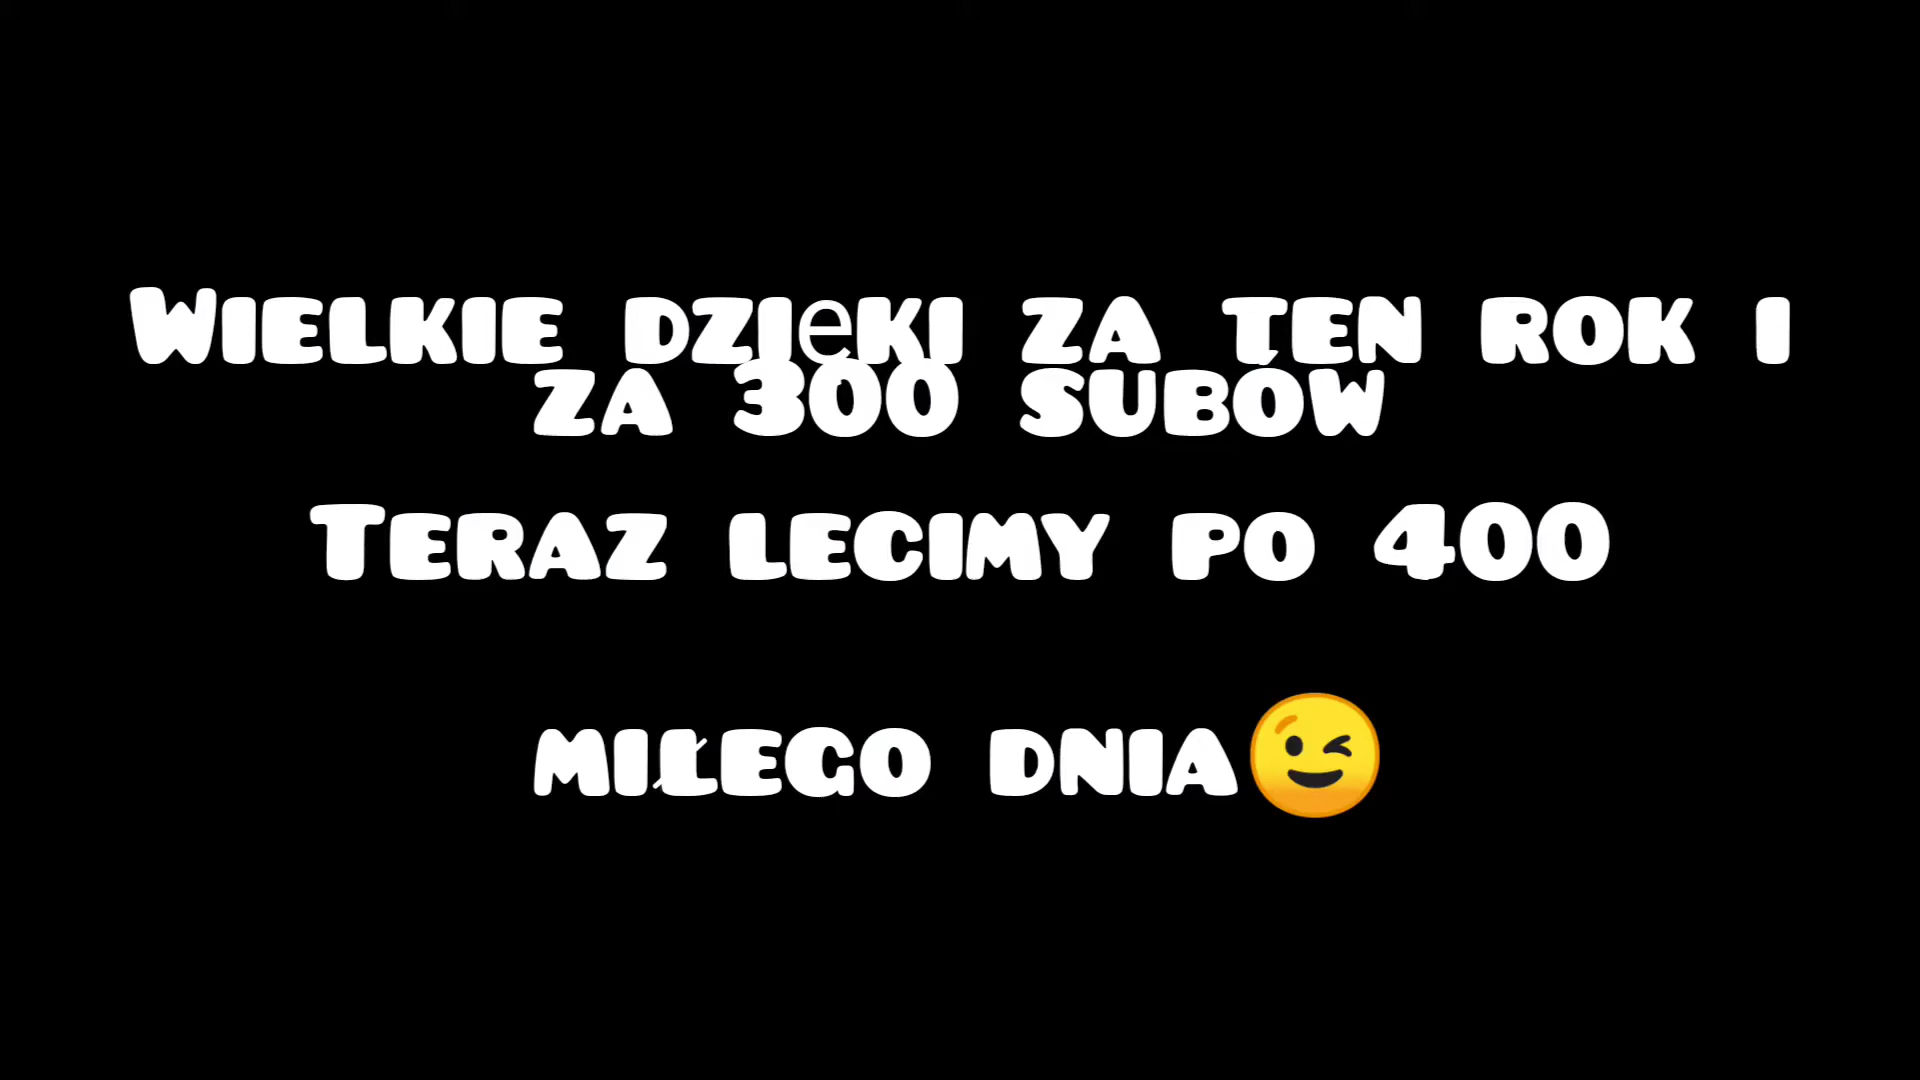 Wielkie dzięki za ten rok i
za 300 subów
Teraz lecimy po 400
miłego dnia😉